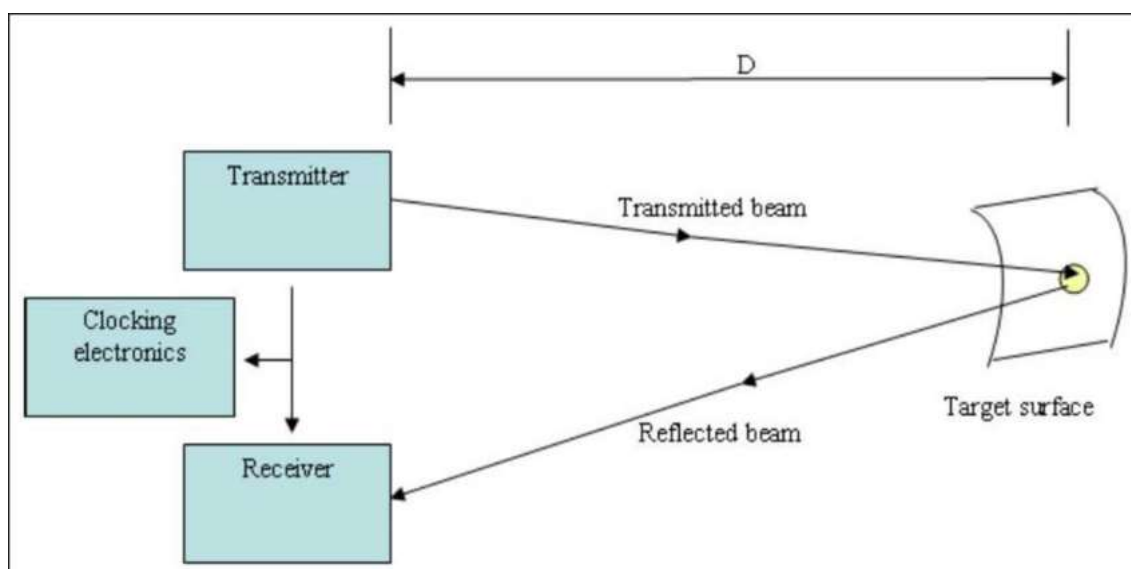 D
Transmitter
Transmitted beam
Clocking
electronics
Target surface
Reflected beam
Receiver